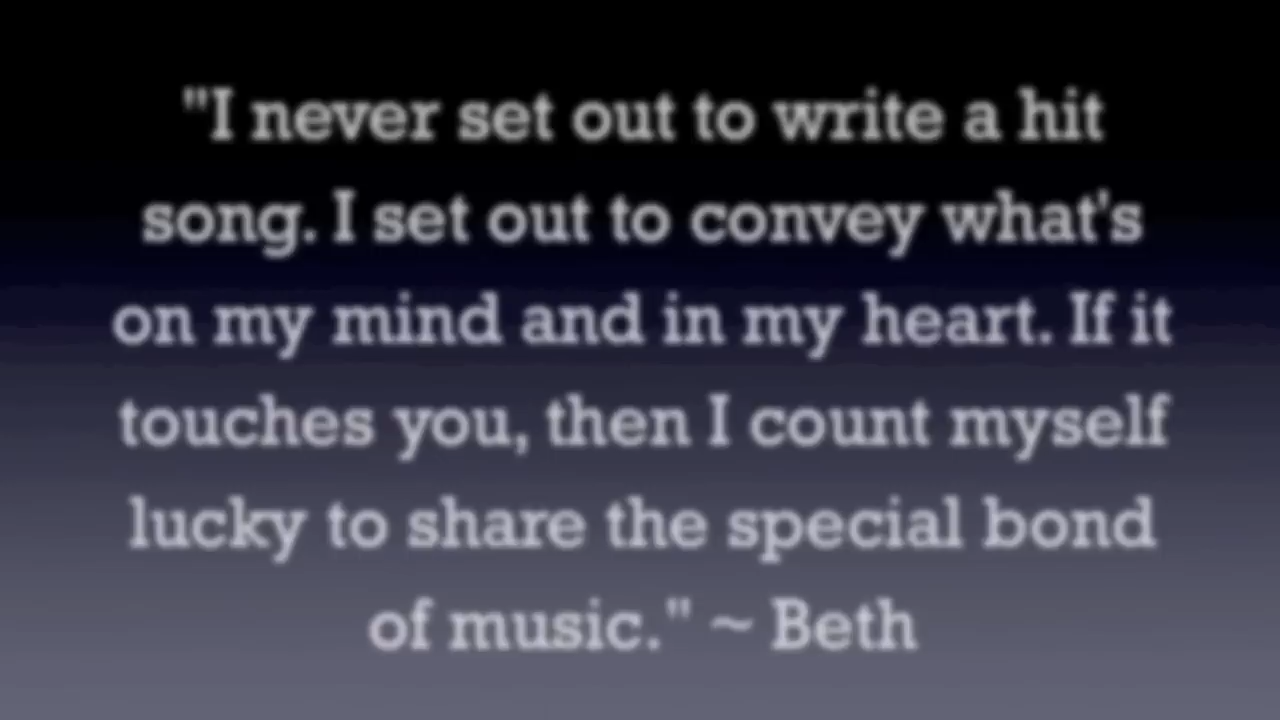 "I never set out to write a hit
song. I set out to convey what's
on my mind and in my heart. If it
touches you, then I count myself
lucky to share the special bond
of music." ~ Beth